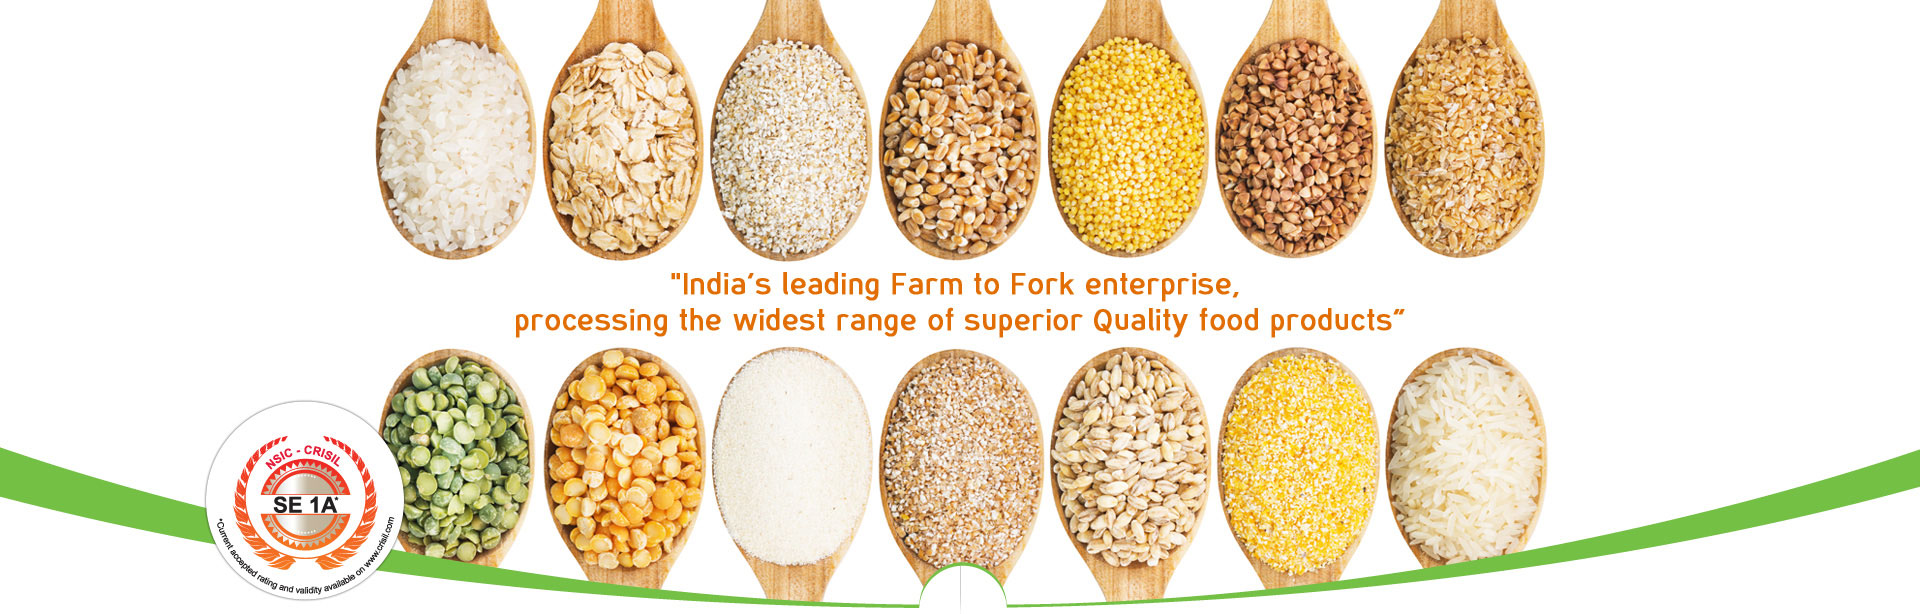 "India's leading Farm to Fork enterprise,
processing the widest range of superior Quality food products"
NSIC - CRISIL
SE 1A*
*Current accepted rating and validity available on www.crisil.com